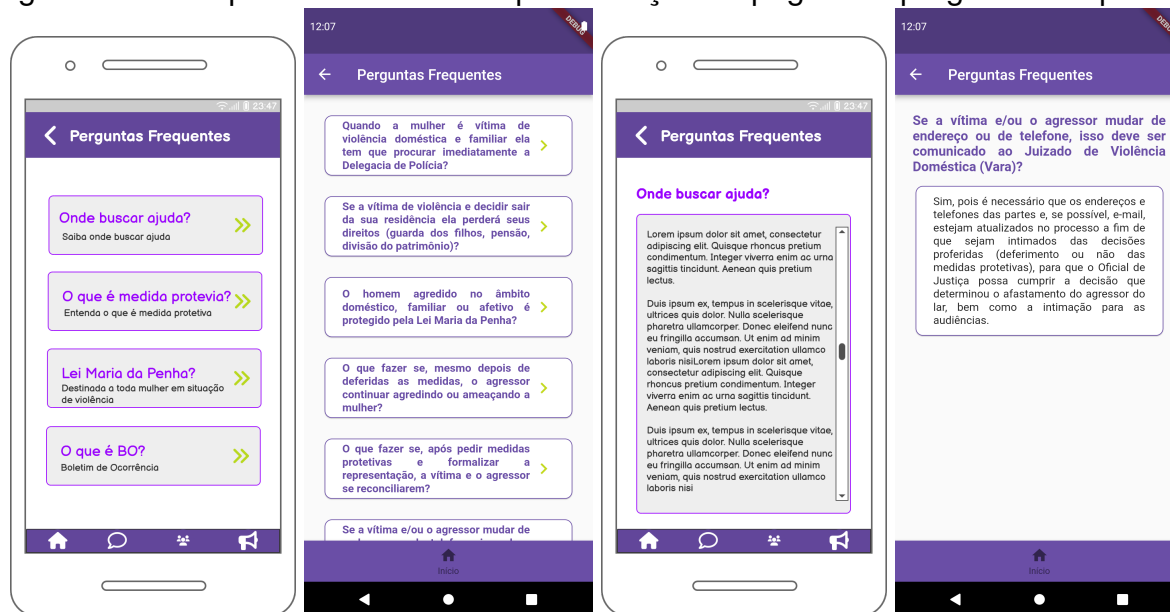 23:47
Perguntas Frequentes
Onde buscar ajuda?
Saiba onde buscar ajuda
O que é medida protevia?
Entenda o que é medida protetiva
Lei Maria da Penha?
Destinada a toda mulher em situação
de violência
O que é BO?
Boletim de Ocorrência
12:07
DEBUG
Perguntas Frequentes
Quando a mulher é vítima de
violência doméstica e familiar ela
tem que procurar imediatamente a
Delegacia de Polícia?
Se a vítima de violência e decidir sair
da sua residência ela perderá seus
direitos (guarda dos filhos, pensão,
divisão do patrimônio)?
O homem agredido no âmbito
doméstico, familiar ou afetivo é
protegido pela Lei Maria da Penha?
O que fazer se, mesmo depois de
deferidas as medidas, o agressor
continuar agredindo ou ameaçando a
mulher?
O que fazer se, após pedir medidas
protetivas e formalizar a
representação, a vítima e o agressor
se reconciliarem?
Se a vítima e/ou o agressor mudar de
Início
23:47
Perguntas Frequentes
Onde buscar ajuda?
Lorem ipsum dolor sit amet, consectetur
adipiscing elit. Quisque rhoncus pretium
condimentum. Integer viverra enim ac urna
sagittis tincidunt. Aenean quis pretium
lectus.
Duis ipsum ex, tempus in scelerisque vitae,
ultrices quis dolor. Nulla scelerisque
pharetra ullamcorper. Donec eleifend nunc
eu fringilla accumsan. Ut enim ad minim
veniam, quis nostrud exercitation ullamco
laboris nisiLorem ipsum dolor sit amet,
consectetur adipiscing elit. Quisque
rhoncus pretium condimentum. Integer
viverra enim ac urna sagittis tincidunt.
Aenean quis pretium lectus.
Duis ipsum ex, tempus in scelerisque vitae,
ultrices quis dolor. Nulla scelerisque
pharetra ullamcorper. Donec eleifend nunc
eu fringilla accumsan. Ut enim ad minim
veniam, quis nostrud exercitation ullamco
laboris nisi
12:07
Perguntas Frequentes
Se a vítima e/ou o agressor mudar de
endereço ou de telefone, isso deve ser
comunicado ao Juizado de Violência
Doméstica (Vara)?
Sim, pois é necessário que os endereços e
telefones das partes e, se possível, e-mail,
estejam atualizados no processo a fim de
que sejam intimados das decisões
proferidas (deferimento ou não das
medidas protetivas), para que o Oficial de
Justiça possa cumprir a decisão que
determinou o afastamento do agressor do
lar, bem como a intimação para as
audiências.
Início